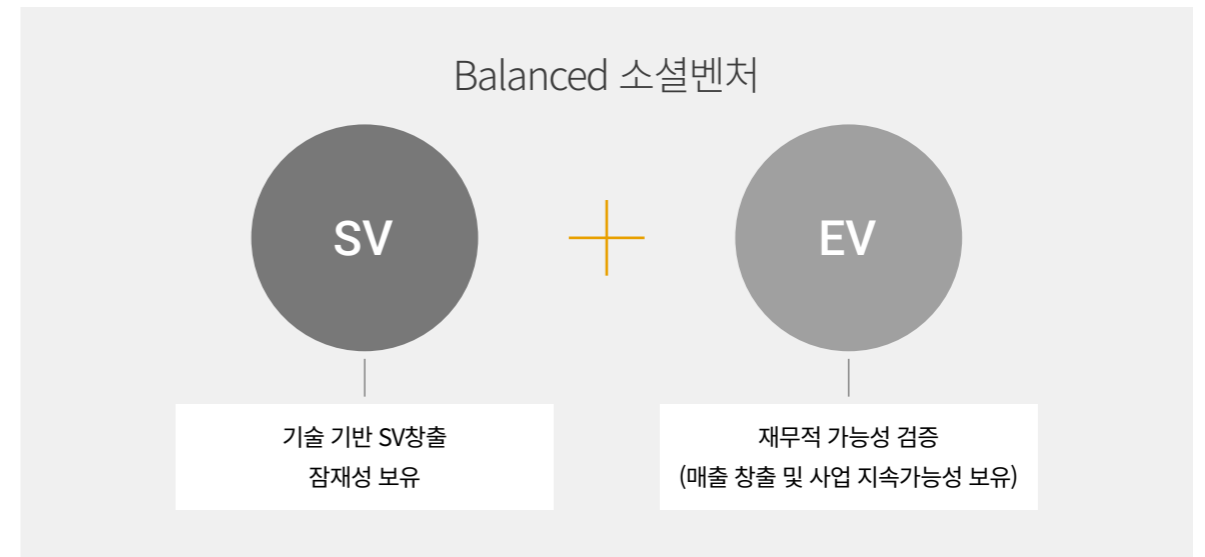 Balanced 소셜벤처
SV
EV
기술 기반 SV창출
잠재성 보유
재무적 가능성 검증
(매출 창출 및 사업 지속가능성 보유)